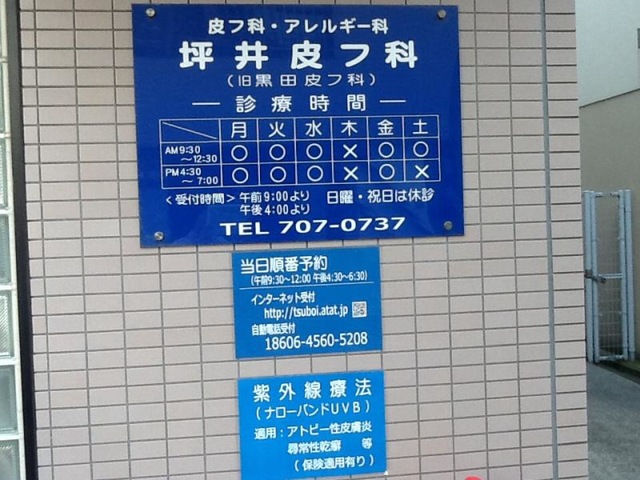 皮フ科・アレルギー科
坪井皮フ科
(旧黒田皮フ科)
診療時間
月 火 水 木 金 土
AM9:30～12:30 ○ ○ ○ × ○ ○
PM4:30～7:00 ○ ○ ○ × ○ ×
<受付時間> 午前9:00より 日曜・祝日は休診
午後4:00より
TEL 707-0737
当日順番予約
(午前9:30～12:00 午後4:30～6:30)
インターネット受付
http://tsuboi.atat.jp
自動電話受付
18606-4560-5208
紫外線療法
(ナローバンドUVB)
適用：アトピー性皮膚炎
尋常性乾癬 等
(保険適用有り)